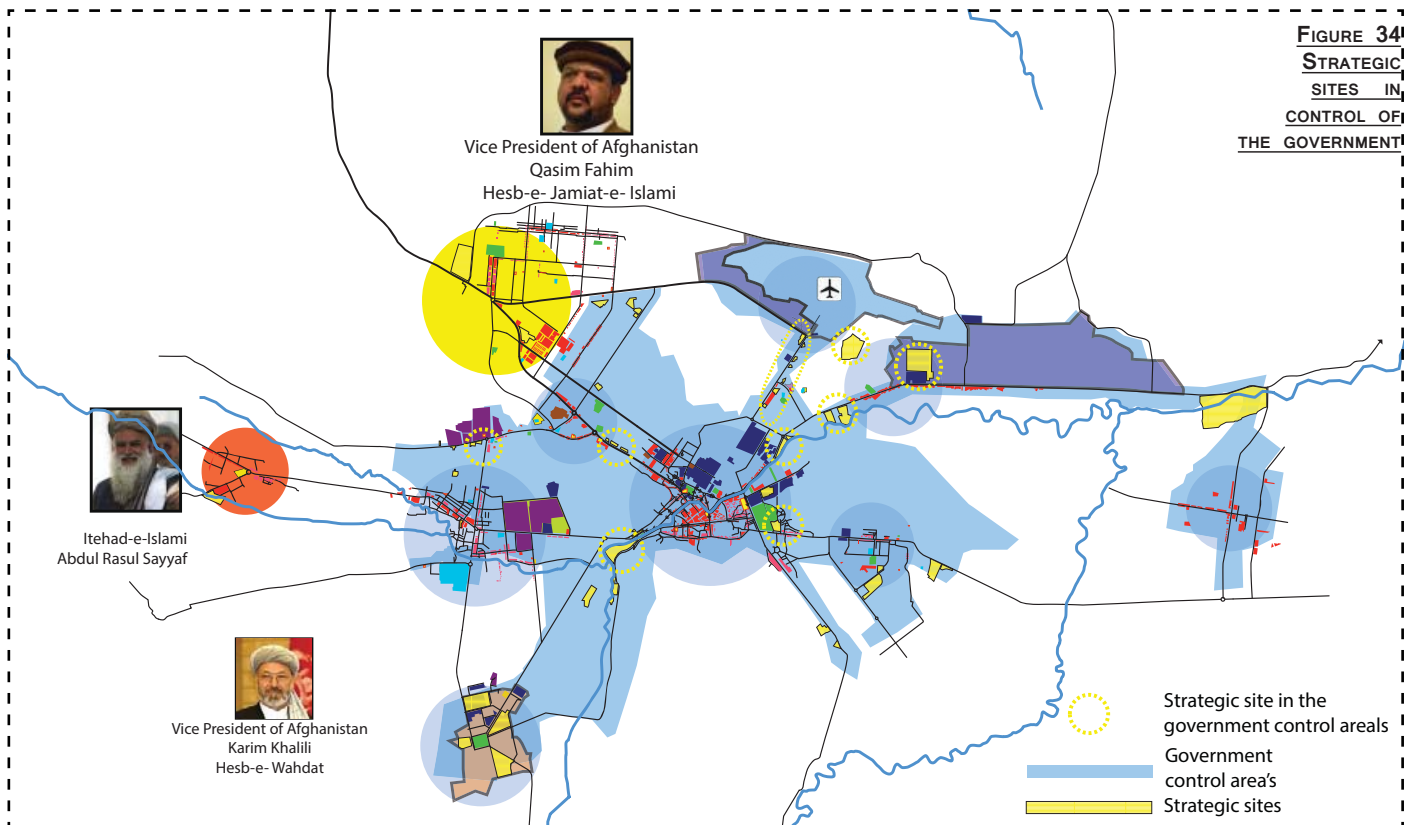 FIGURE 34
STRATEGIC
SITES IN
CONTROL OF
THE GOVERNMENT
Vice President of Afghanistan
Qasim Fahim
Hesb-e- Jamiat-e- Islami
Itehad-e-Islami
Abdul Rasul Sayyaf
Vice President of Afghanistan
Karim Khalili
Hesb-e- Wahdat
Strategic site in the
government control areals
Government
control area's
Strategic sites